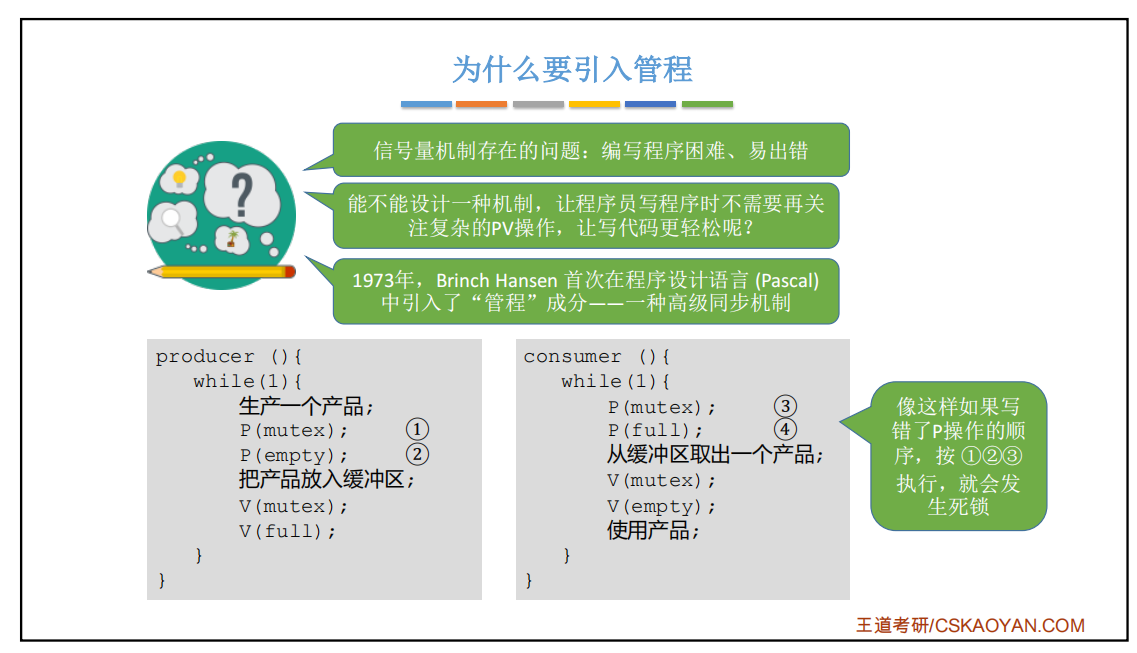 为什么要引入管程
信号量机制存在的问题：编写程序困难、易出错
能不能设计一种机制，让程序员写程序时不需要再关
注复杂的PV操作，让写代码更轻松呢？
1973年，Brinch Hansen 首次在程序设计语言 (Pascal)
中引入了“管程”成分——一种高级同步机制
producer (){
while(1){
生产一个产品;
P(mutex); ①
P(empty); ②
把产品放入缓冲区;
V(mutex);
V(full);
}
}
consumer (){
while(1){
P(mutex); ③
P(full); ④
从缓冲区取出一个产品;
V(mutex);
V(empty);
使用产品;
}
}
像这样如果写
错了P操作的顺
序，按 ①②③
执行，就会发
生死锁
王道考研/CSKAOYAN.COM